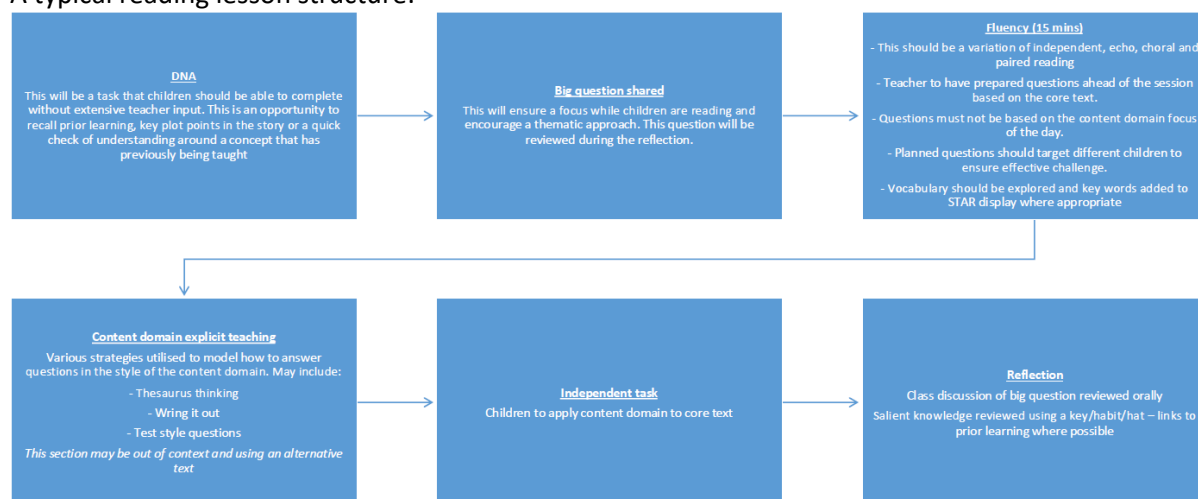 A typical reading lesson structure:
DNA
This will be a task that children should be able to complete
without extensive teacher input. This is an opportunity to
recall prior learning, key plot points in the story or a quick
check of understanding around a concept that has
previously being taught
Big question shared
This will ensure a focus while children are reading and
encourage a thematic approach. This question will be
reviewed during the reflection.
Fluency (15 mins)
- This should be a variation of independent, echo, choral and
paired reading
- Teacher to have prepared questions ahead of the session
based on the core text.
- Questions must not be based on the content domain focus
of the day.
- Planned questions should target different children to
ensure effective challenge.
- Vocabulary should be explored and key words added to
STAR display where appropriate
Content domain explicit teaching
Various strategies utilised to model how to answer
questions in the style of the content domain. May include:
- Thesaurus thinking
- Wring it out
- Test style questions
This section may be out of context and using an alternative
text
Independent task
Children to apply content domain to core text
Reflection
Class discussion of big question reviewed orally
Salient knowledge reviewed using a key/habit/hat – links to
prior learning where possible